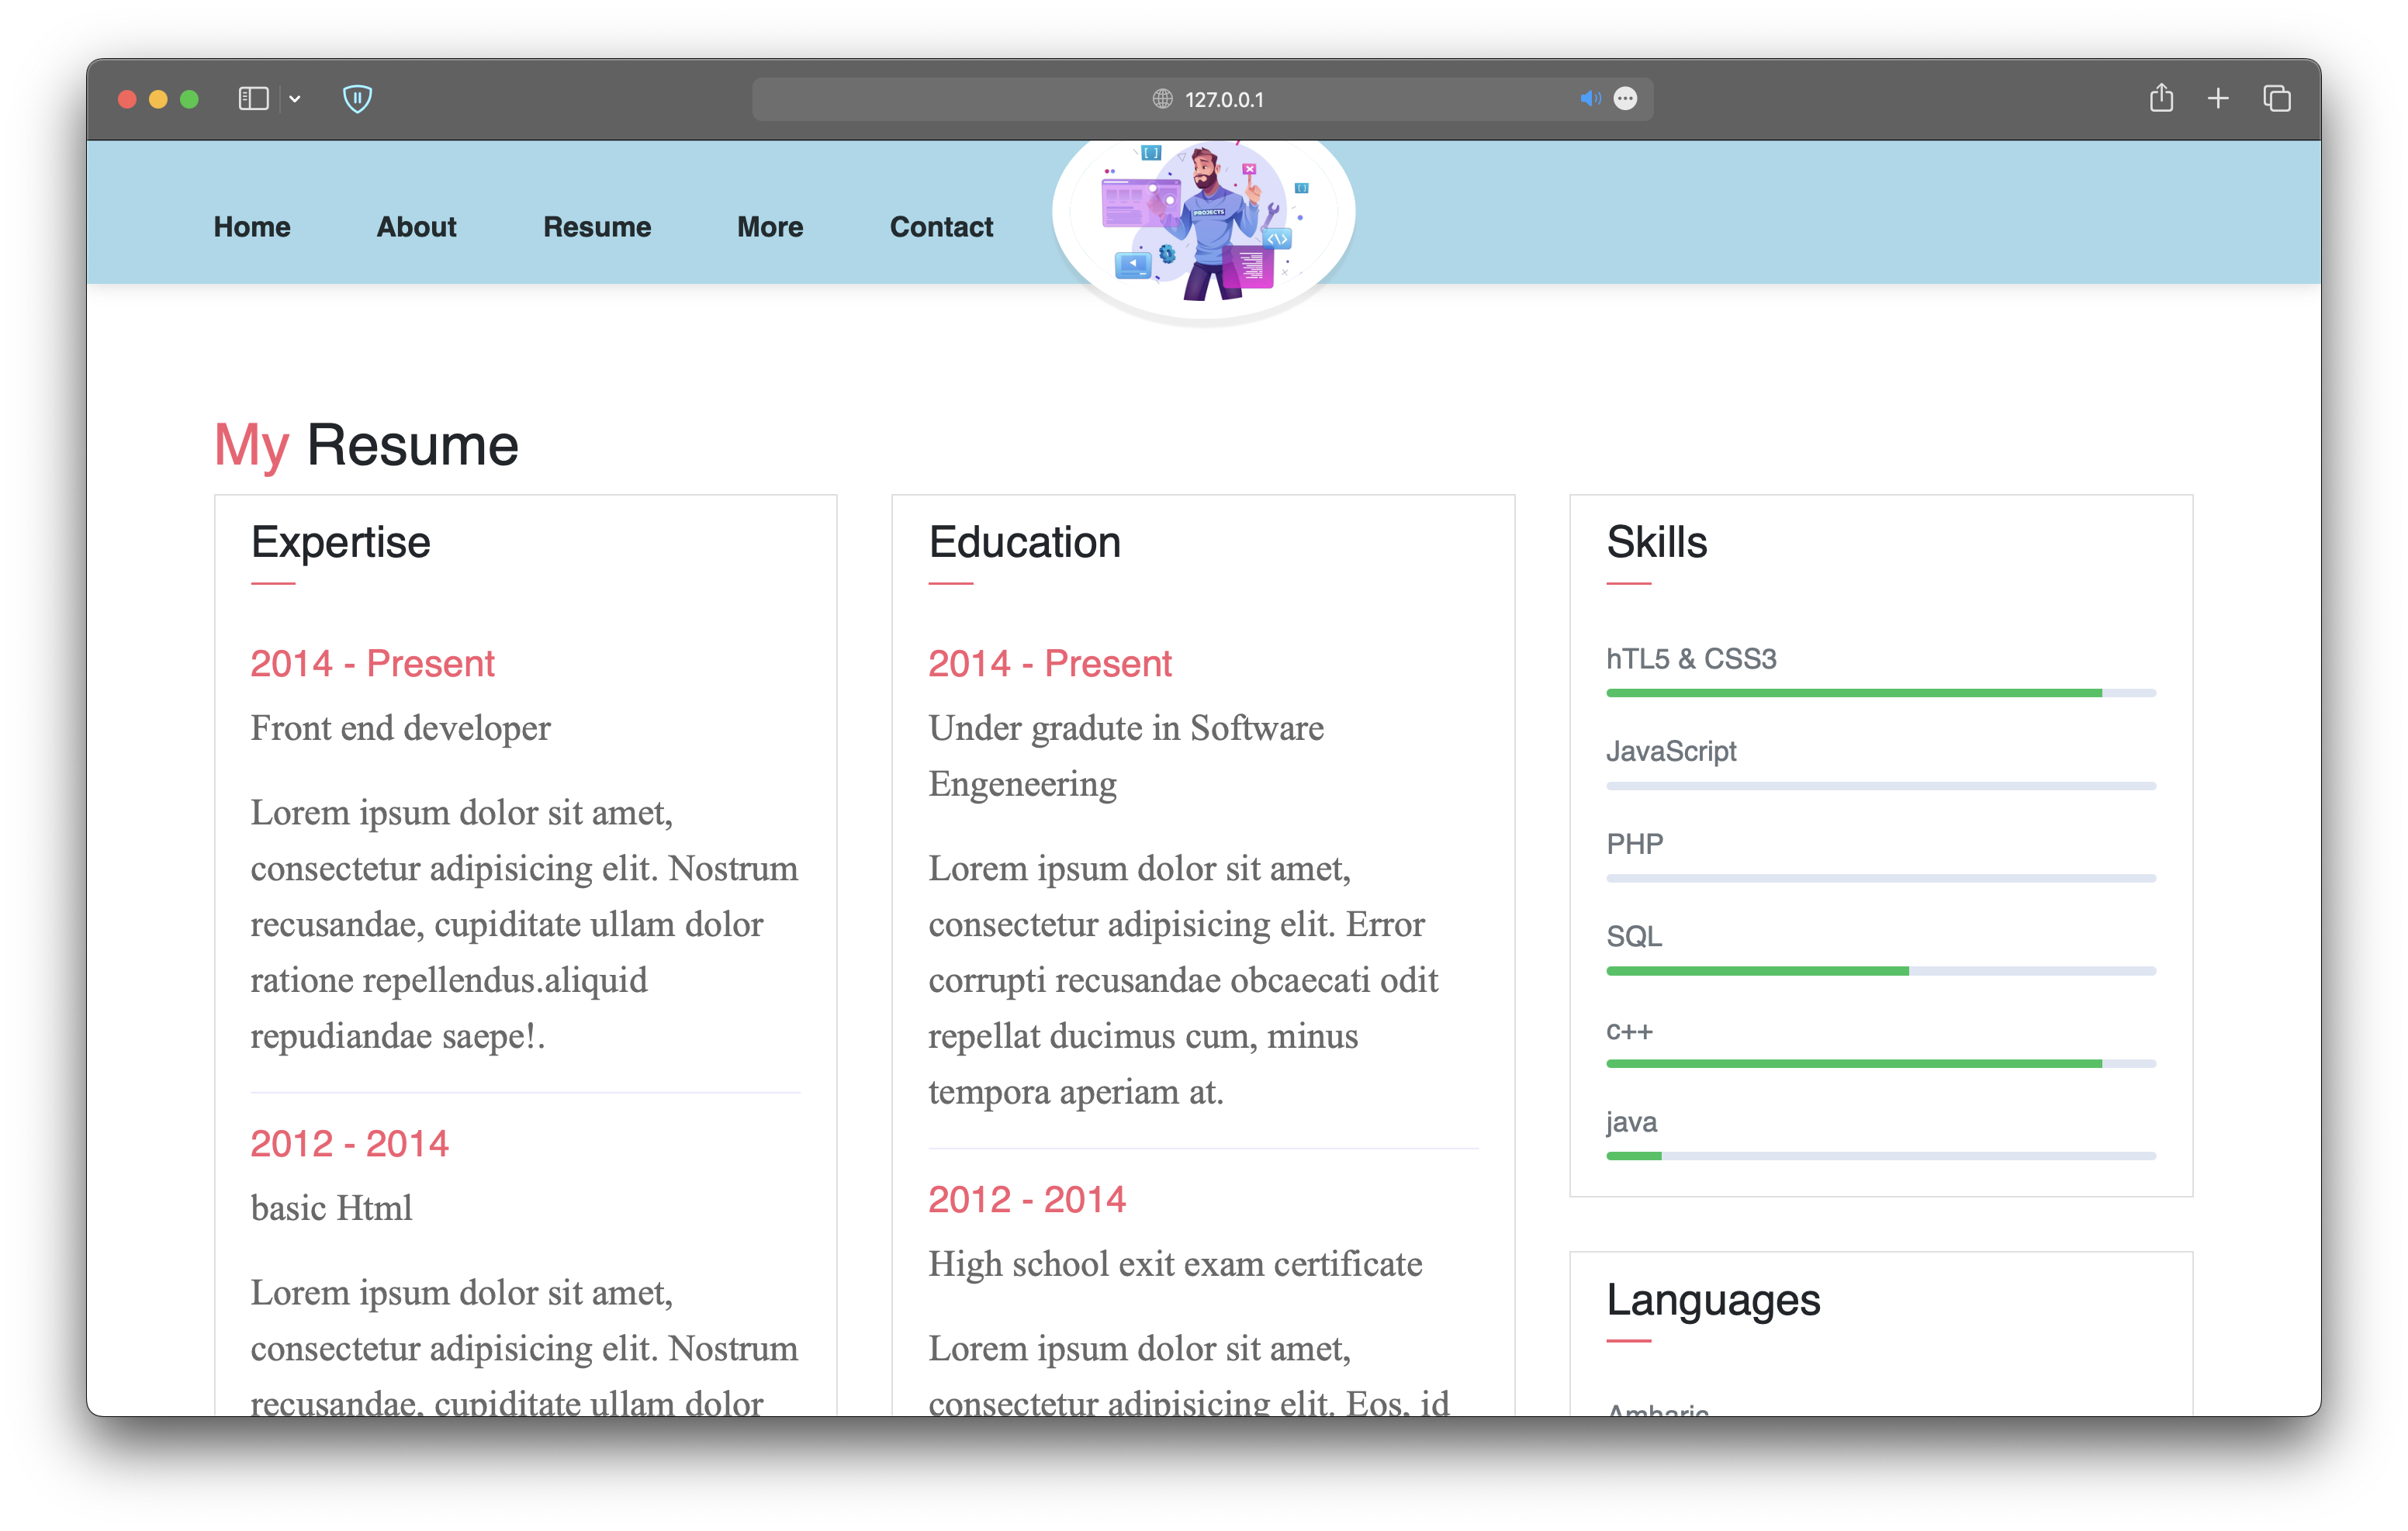 127.0.0.1
Home About Resume More Contact
PROJECTS
My Resume
Expertise
2014 - Present
Front end developer
Lorem ipsum dolor sit amet,
consectetur adipisicing elit. Nostrum
recusandae, cupiditate ullam dolor
ratione repellendus.aliquid
repudiandae saepe!.
2012 - 2014
basic Html
Lorem ipsum dolor sit amet,
consectetur adipisicing elit. Nostrum
recusandae, cupiditate ullam dolor
Education
2014 - Present
Under gradute in Software
Engeneering
Lorem ipsum dolor sit amet,
consectetur adipisicing elit. Error
corrupti recusandae obcaecati odit
repellat ducimus cum, minus
tempora aperiam at.
2012 - 2014
High school exit exam certificate
Lorem ipsum dolor sit amet,
consectetur adipisicing elit. Eos, id
Skills
hTL5 & CSS3
JavaScript
PHP
SQL
c++
java
Languages
Amharic